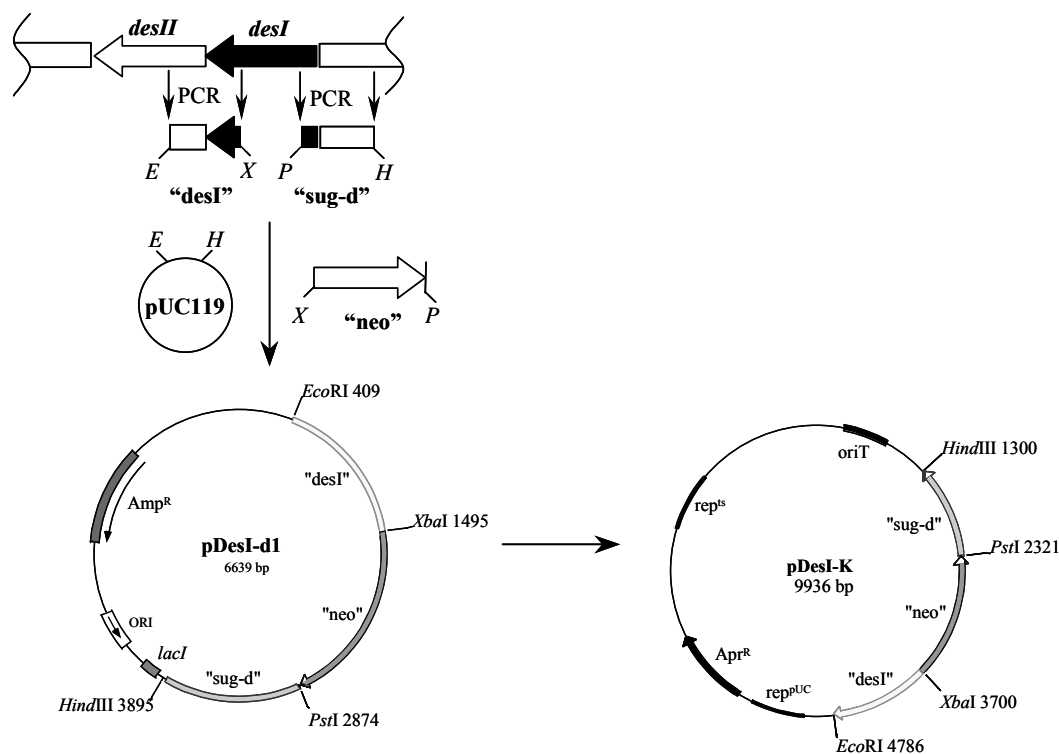 desII
desI
PCR
PCR
E
X
P
H
“desI”
“sug-d”
E
H
pUC119
X
“neo”
P
EcoRI 409
"desI"
AmpR
XbaI 1495
pDesI-d1
6639 bp
"neo"
ORI
lacI
"sug-d"
HindIII 3895
PstI 2874
oriT
HindIII 1300
repts
"sug-d"
PstI 2321
pDesI-K
9936 bp
"neo"
AprR
"desI"
reppUC
XbaI 3700
EcoRI 4786